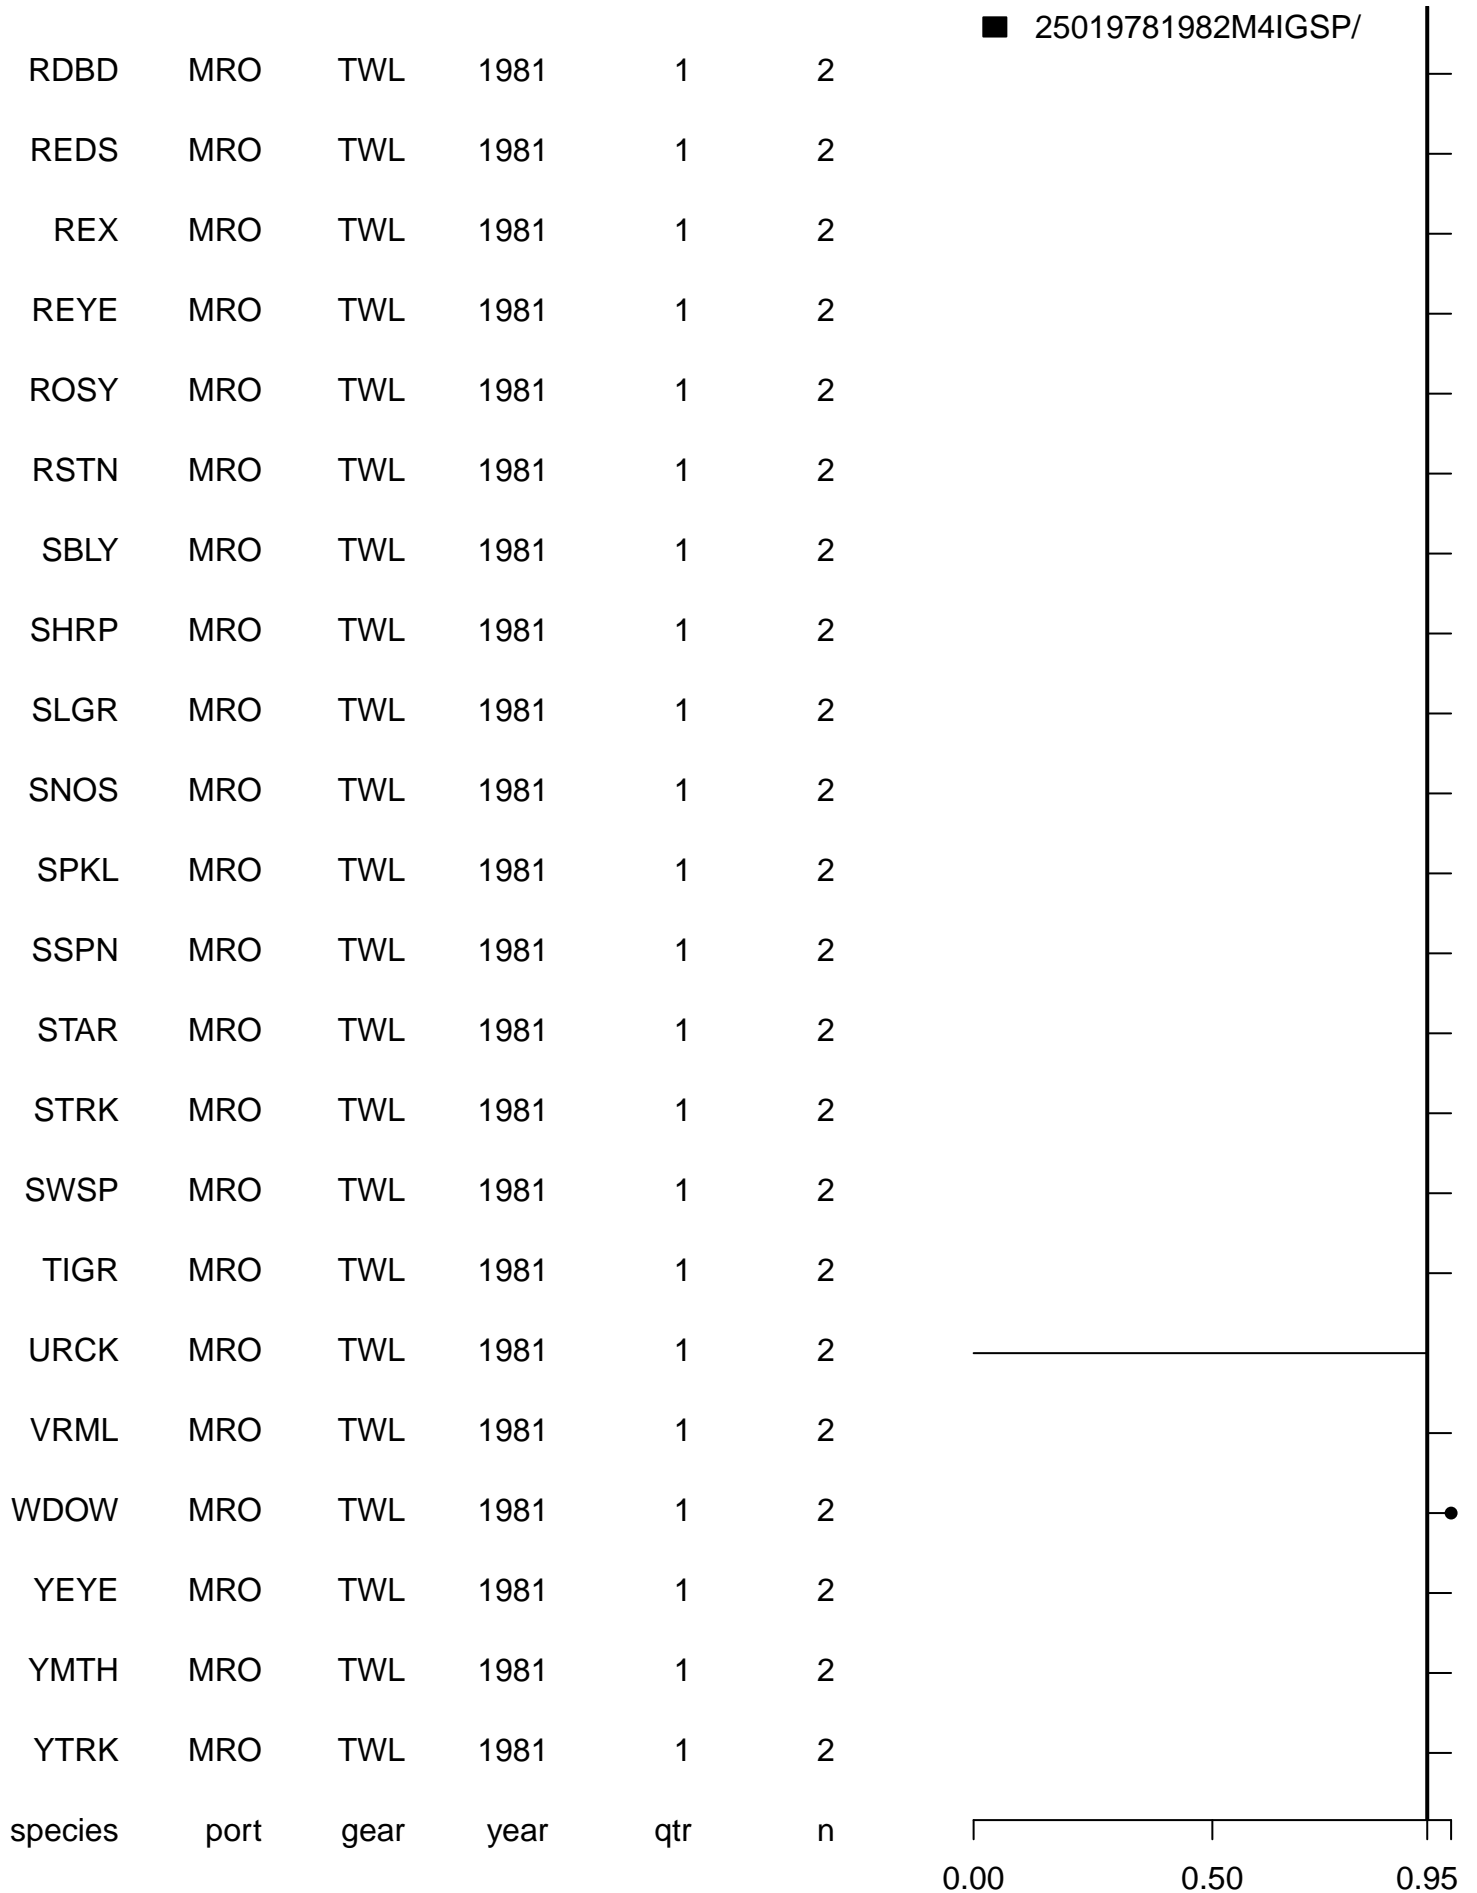 25019781982M4IGSP/
RDBD MRO TWL 1981 1 2
REDS MRO TWL 1981 1 2
REX MRO TWL 1981 1 2
REYE MRO TWL 1981 1 2
ROSY MRO TWL 1981 1 2
RSTN MRO TWL 1981 1 2
SBLY MRO TWL 1981 1 2
SHRP MRO TWL 1981 1 2
SLGR MRO TWL 1981 1 2
SNOS MRO TWL 1981 1 2
SPKL MRO TWL 1981 1 2
SSPN MRO TWL 1981 1 2
STAR MRO TWL 1981 1 2
STRK MRO TWL 1981 1 2
SWSP MRO TWL 1981 1 2
TIGR MRO TWL 1981 1 2
URCK MRO TWL 1981 1 2
VRML MRO TWL 1981 1 2
WDOW MRO TWL 1981 1 2
YEYE MRO TWL 1981 1 2
YMTH MRO TWL 1981 1 2
YTRK MRO TWL 1981 1 2
species port gear year qtr n
0.00 0.50 0.95